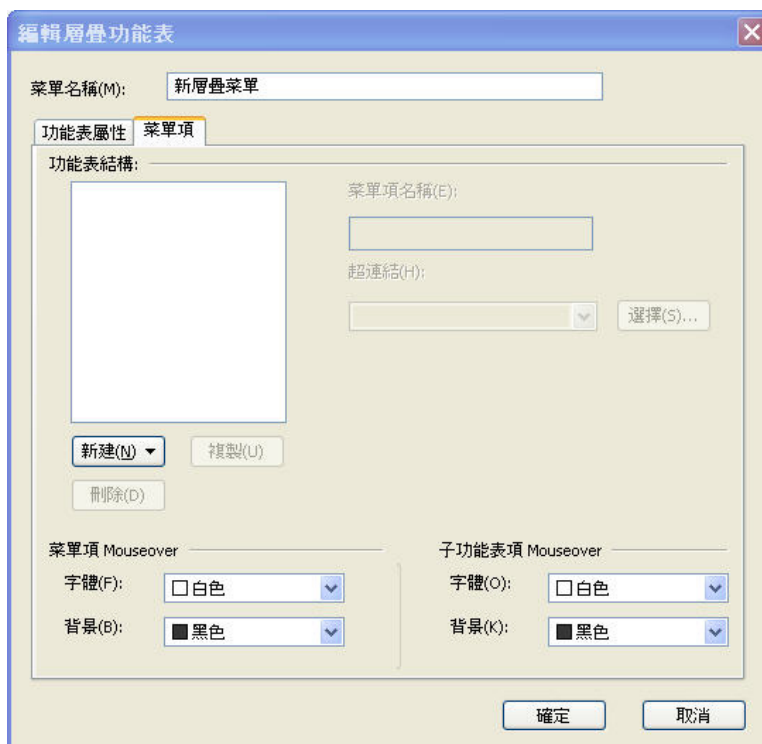 編輯層疊功能表
菜單名稱(M): 新層疊菜單
功能表屬性 菜單項
功能表結構:
菜單項名稱(E):
超連結(H):
選擇(S)...
新建(N) 複製(U)
刪除(D)
菜單項 Mouseover 子功能表項 Mouseover
字體(F): 白色 字體(O): 白色
背景(B): 黑色 背景(K): 黑色
確定 取消